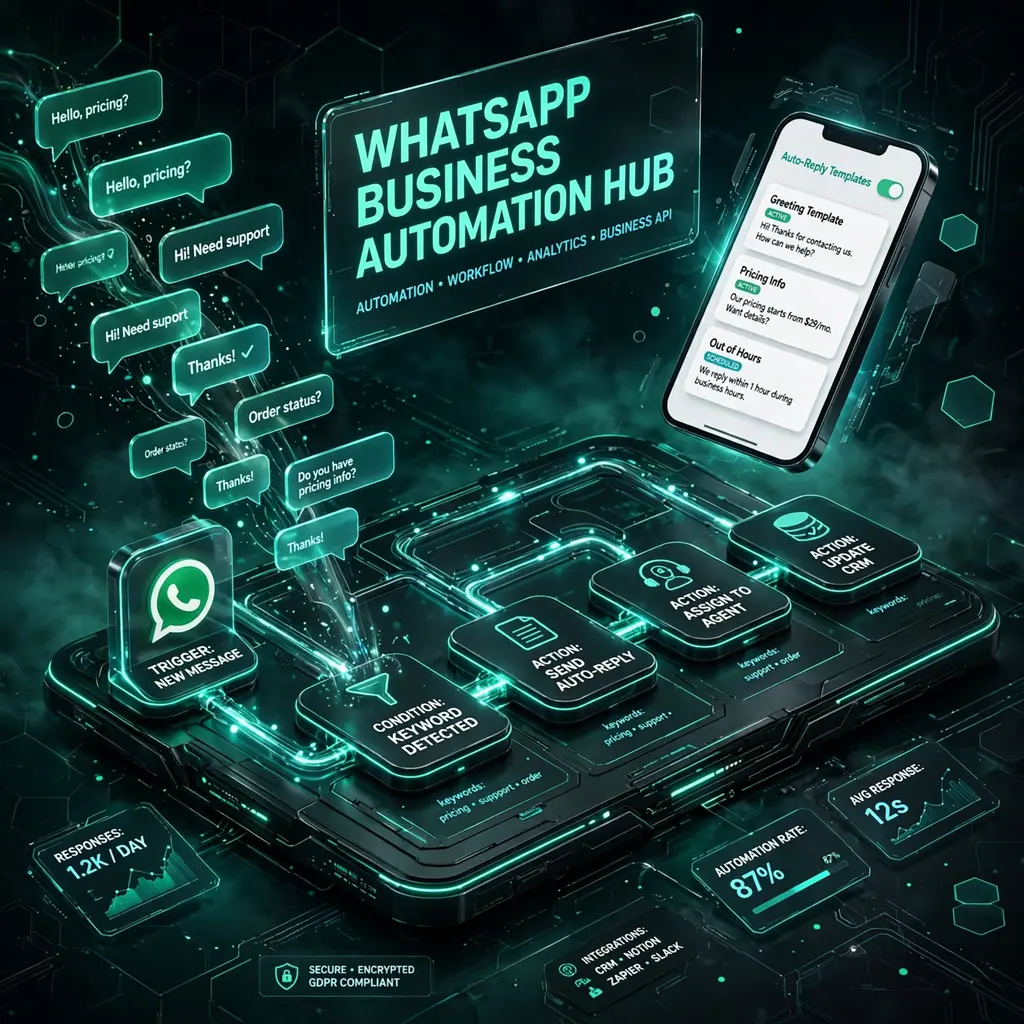 WHATSAPP
BUSINESS
AUTOMATION HUB
AUTOMATION • WORKFLOW • ANALYTICS • BUSINESS API
Hello, pricing?
Hello, pricing?
Hi! Need support
Hi! Need suport
Thanks! ✓
Order status?
Thanks!
Do you have
pricing info?
Thanks!
Auto-Reply Templates
Greeting Template
ACTIVE
Hi! Thanks for contacting us.
How can we help?
Pricing Info
ACTIVE
Our pricing starts from $29/mo.
Want details?
Out of Hours
SCHEDULED
We reply within 1 hour during
business hours.
TRIGGER:
NEW MESSAGE
CONDITION:
KEYWORD
DETECTED
keywords:
pricing • suppoort • order
ACTION:
SEND
AUTO-REPLY
keywords:
pricing • support •
ACTION:
ASSIGN TO
AGENT
keywords:
support • order
ACTION:
UPDATE
CRM
keywords:
RESPONSES:
1.2K / DAY
AUTOMATION RATE:
87%
87%
AVG RESPONSE:
12s
INTEGRATIONS:
CRM • NOTION
ZAPIER • SLACK
SECURE • ENCRYPTED
GDPR COMPLIANT